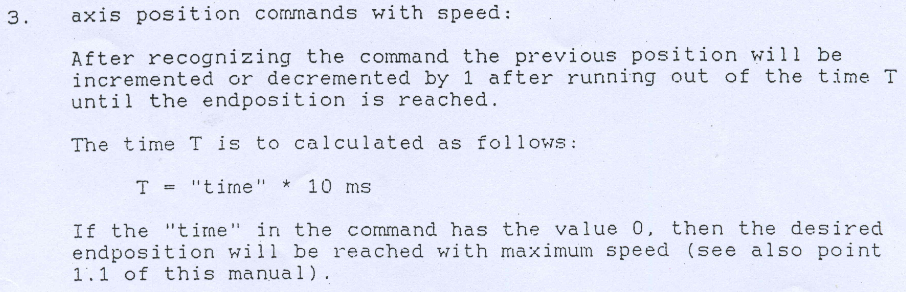 3. axis position commands with speed:
After recognizing the command the previous position will be
incremented or decremented by 1 after running out of the time T
until the endposition is reached.
The time T is to calculated as follows:
T = "time" * 10 ms
If the "time" in the command has the value 0, then the desired
endposition will be reached with maximum speed (see also point
1.1 of this manual).